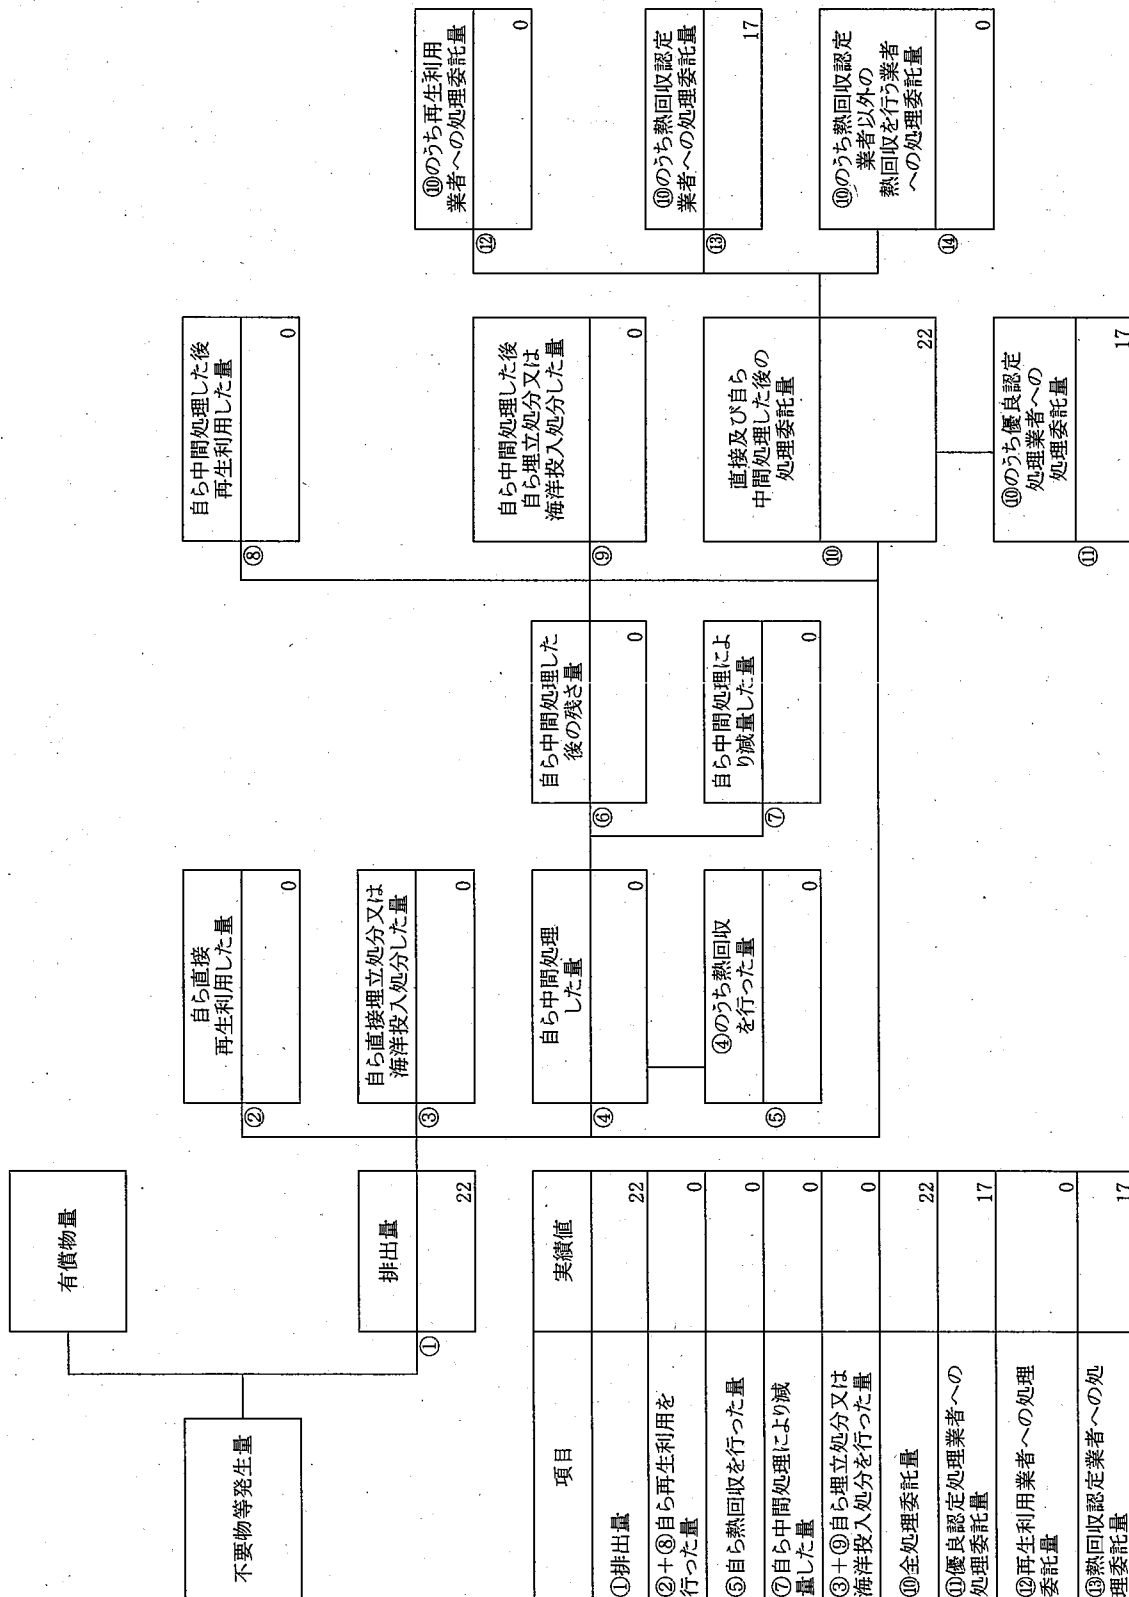 不要物等発生量
有償物量
排出量
①
22
自ら直接
再生利用した量
②
0
自ら直接埋立処分又は
海洋投入処分した量
③
0
自ら中間処理
した量
④
0
④のうち熱回収
を行った量
⑤
0
自ら中間処理した
後の残さ量
⑥
0
自ら中間処理によ
り減量した量
⑦
0
自ら中間処理した後
再生利用した量
⑧
0
自ら中間処理した後
自ら埋立処分又は
海洋投入処分した量
⑨
0
直接及び自ら
中間処理した後の
処理委託量
⑩
22
⑩のうち優良認定
処理業者への
処理委託量
⑪
17
⑩のうち再生利用
業者への処理委託量
⑫
0
⑩のうち熱回収認定
業者への処理委託量
⑬
17
⑩のうち熱回収認定
業者以外の
熱回収を行う業者
への処理委託量
⑭
0
項目 実績値
①排出量 22
②+⑧自ら再生利用を
行った量 0
⑤自ら熱回収を行った量 0
⑦自ら中間処理により減
量した量 0
③+⑨自ら埋立処分又は
海洋投入処分を行った量 0
⑩全処理委託量 22
⑪優良認定処理業者への
処理委託量 17
⑫再生利用業者への処理
委託量 0
⑬熱回収認定業者への処
理委託量 17